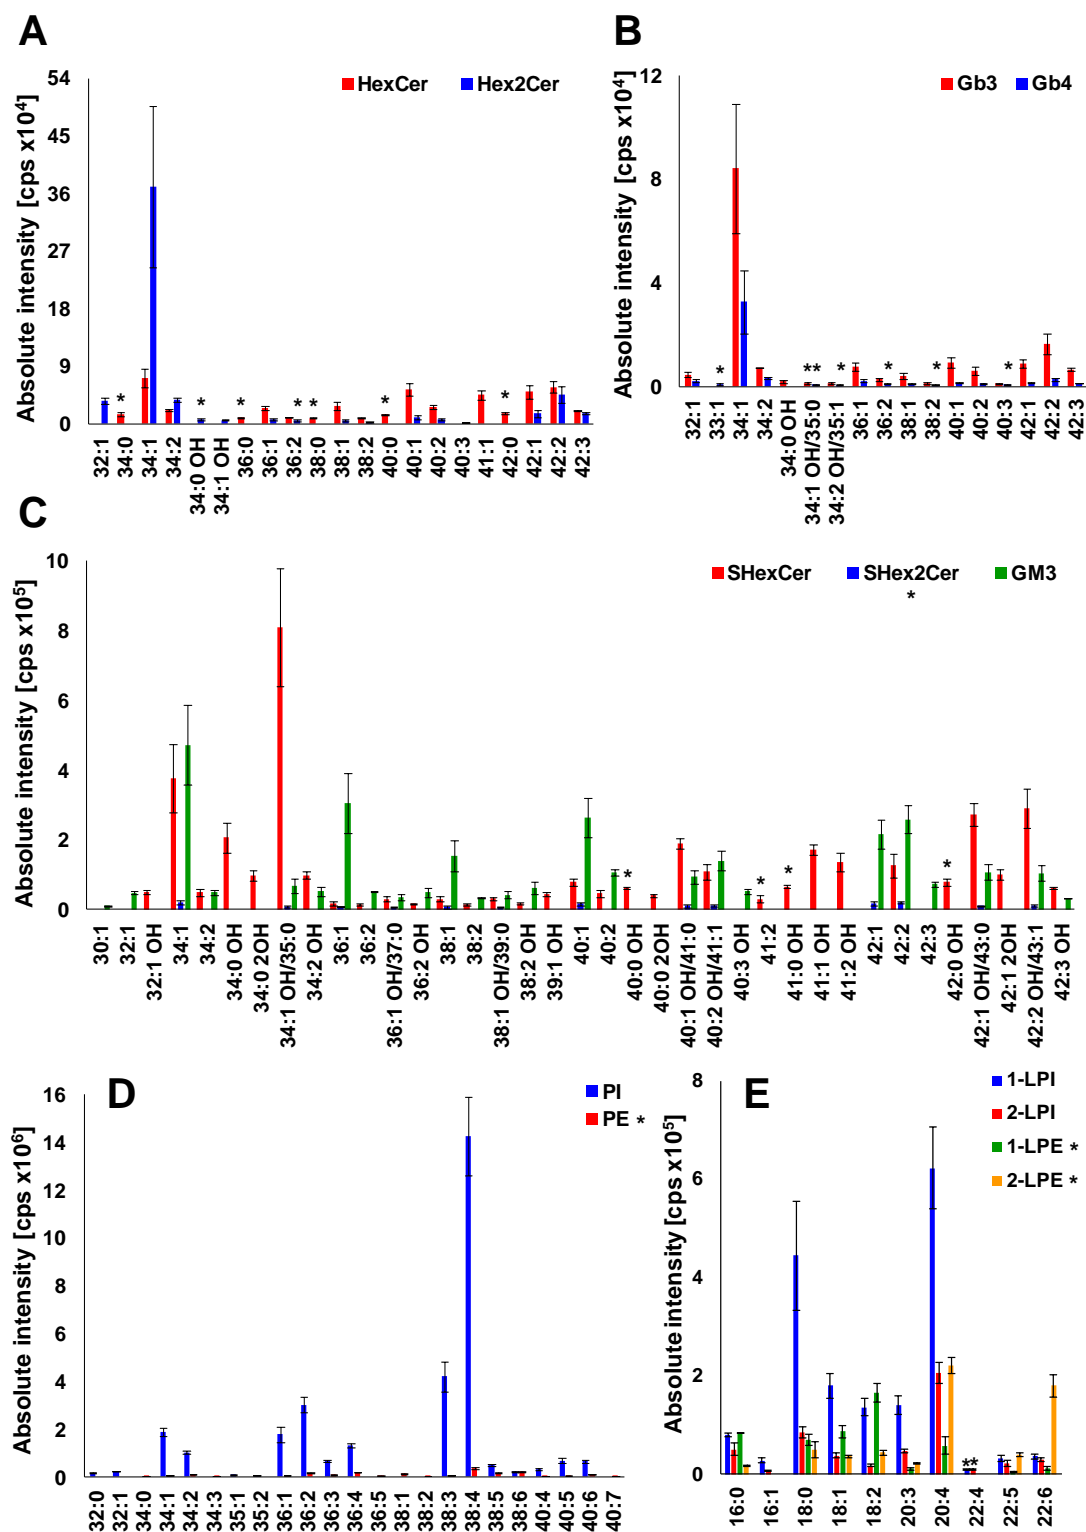 A
Absolute intensity [cps x10⁴]
54
45
36
27
18
9
0
HexCer Hex2Cer
* * * * * * *
32:1 34:0 34:1 34:2 34:0 OH 34:1 OH 36:0 36:1 36:2 38:0 38:1 38:2 40:0 40:1 40:2 40:3 41:1 42:0 42:1 42:2 42:3
B
Absolute intensity [cps x10⁴]
12
8
4
0
Gb3 Gb4
* ** * * * *
32:1 33:1 34:1 34:2 34:0 OH 34:1 OH/35:0 34:2 OH/35:1 36:1 36:2 38:1 38:2 40:1 40:2 40:3 42:1 42:2 42:3
C
Absolute intensity [cps x10⁵]
10
8
6
4
2
0
SHexCer SHex2Cer GM3
*
* * * *
30:1 32:1 32:1 OH 34:1 34:2 34:0 OH 34:0 2OH 34:1 OH/35:0 34:2 OH 36:1 36:2 36:1 OH/37:0 36:2 OH 38:1 38:2 38:1 OH/39:0 38:2 OH 39:1 OH 40:1 40:2 40:0 OH 40:0 2OH 40:1 OH/41:0 40:2 OH/41:1 40:3 OH 41:2 41:0 OH 41:1 OH 41:2 OH 42:1 42:2 42:3 42:0 OH 42:1 OH/43:0 42:1 2OH 42:2 OH/43:1 42:3 OH
D
Absolute intensity [cps x10⁶]
16
14
12
10
8
6
4
2
0
PI
PE *
32:0 32:1 34:0 34:1 34:2 34:3 35:1 35:2 36:1 36:2 36:3 36:4 36:5 38:1 38:2 38:3 38:4 38:5 38:6 40:4 40:5 40:6 40:7
E
Absolute intensity [cps x10⁵]
8
6
4
2
0
1-LPI
2-LPI
1-LPE *
2-LPE *
**
16:0 16:1 18:0 18:1 18:2 20:3 20:4 22:4 22:5 22:6